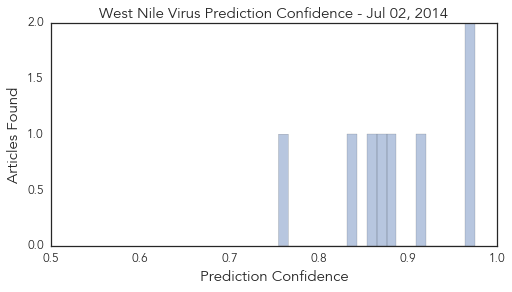 West Nile Virus Prediction Confidence - Jul 02, 2014
2.0
1.5
1.0
0.5
0.0
Articles Found
0.5 0.6 0.7 0.8 0.9 1.0
Prediction Confidence